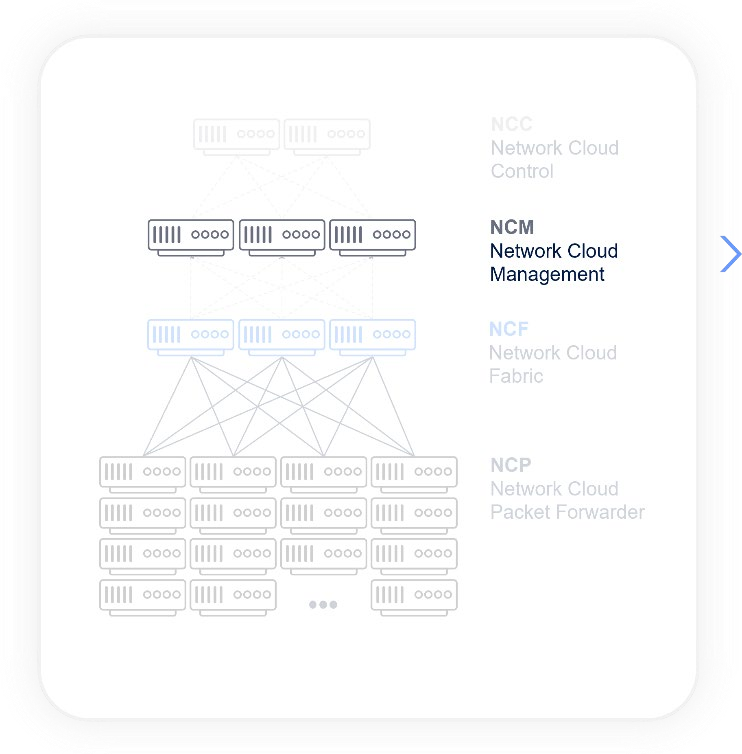 NCC
Network Cloud
Control
NCM
Network Cloud
Management
NCF
Network Cloud
Fabric
NCP
Network Cloud
Packet Forwarder